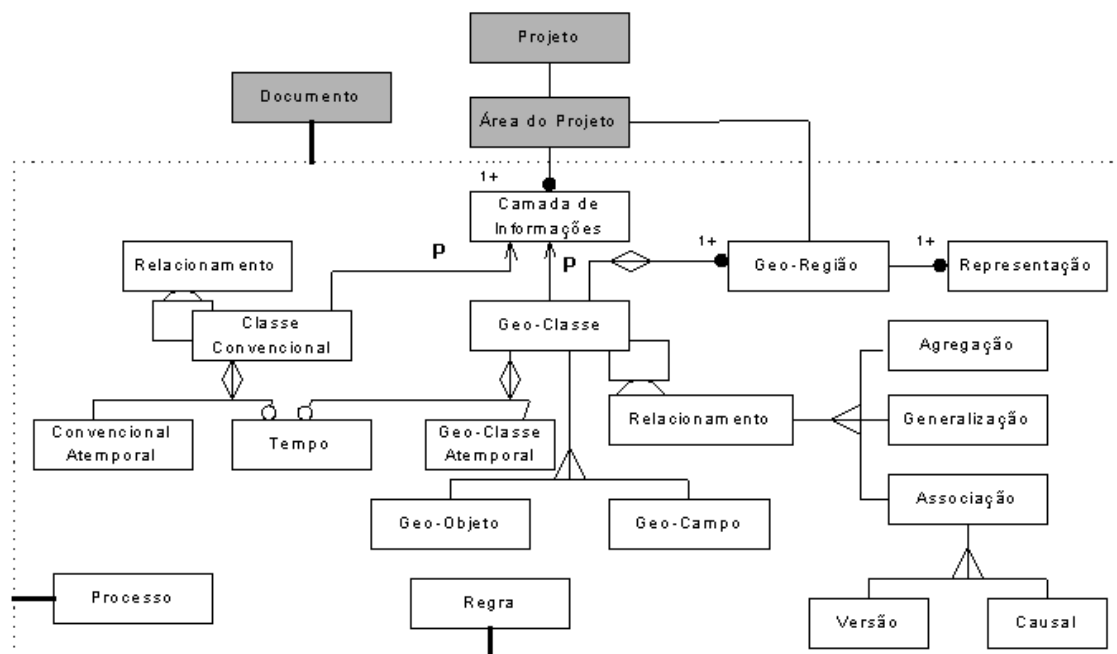 Projeto
Documento
Área do Projeto
1+
Camada de
Informações
p
p
1+
1+
Relacionamento
Geo-Região
Representação
Classe
Convencional
Geo-Classe
Agregação
Relacionamento
Generalização
Convencional
Atemporal
Tempo
Geo-Classe
Atemporal
Associação
Geo-Objeto
Geo-Campo
Processo
Regra
Versão
Causal